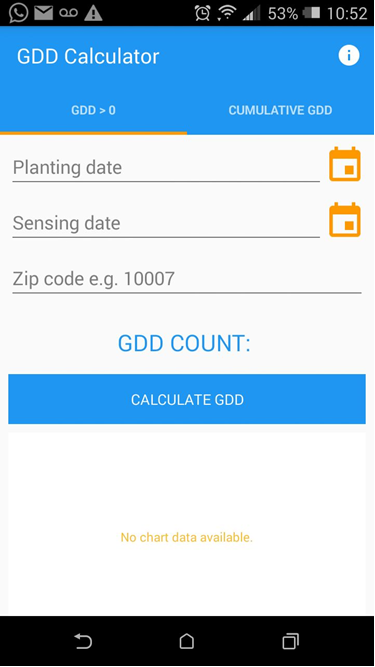 53% 10:52
GDD Calculator
GDD > 0 CUMULATIVE GDD
Planting date
Sensing date
Zip code e.g. 10007
GDD COUNT:
CALCULATE GDD
No chart data available.